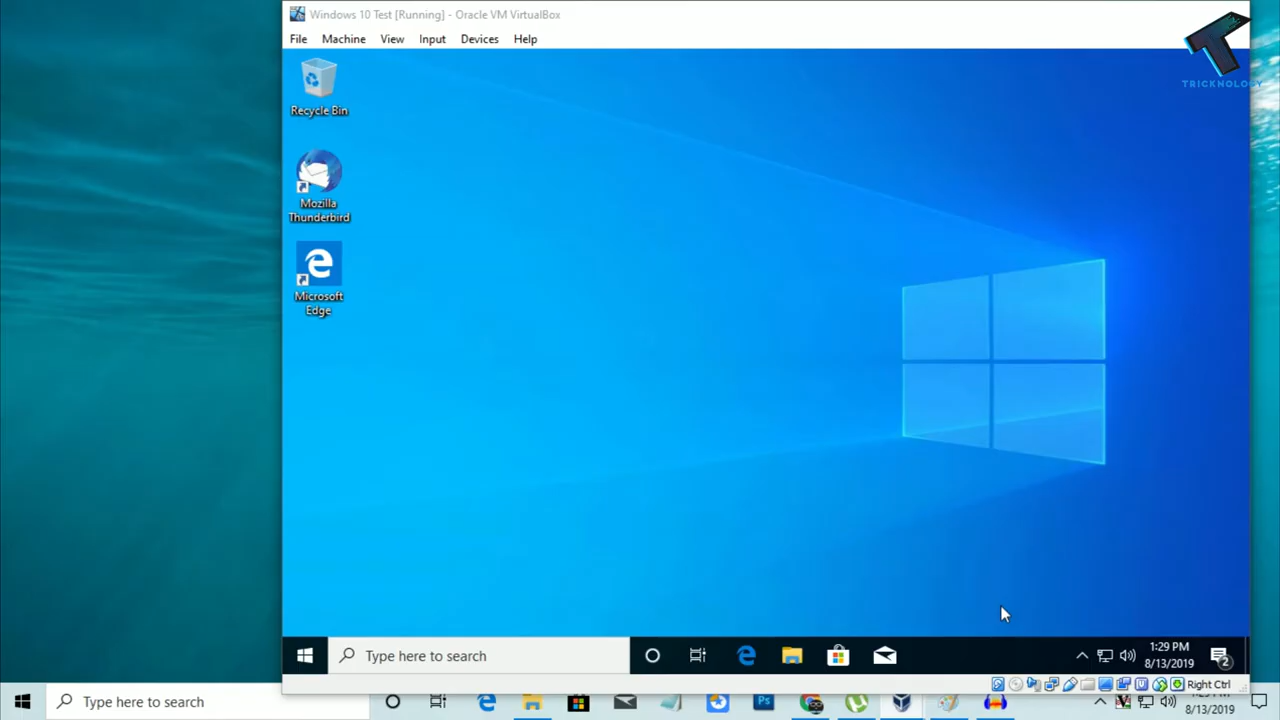 Windows 10 Test [Running] - Oracle VM VirtualBox
File Machine View Input Devices Help
TRICKNOLOGY
Recycle Bin
Mozilla
Thunderbird
Microsoft
Edge
Type here to search
1:29 PM
8/13/2019
2
Right Ctrl
Type here to search
Ps
8/13/2019